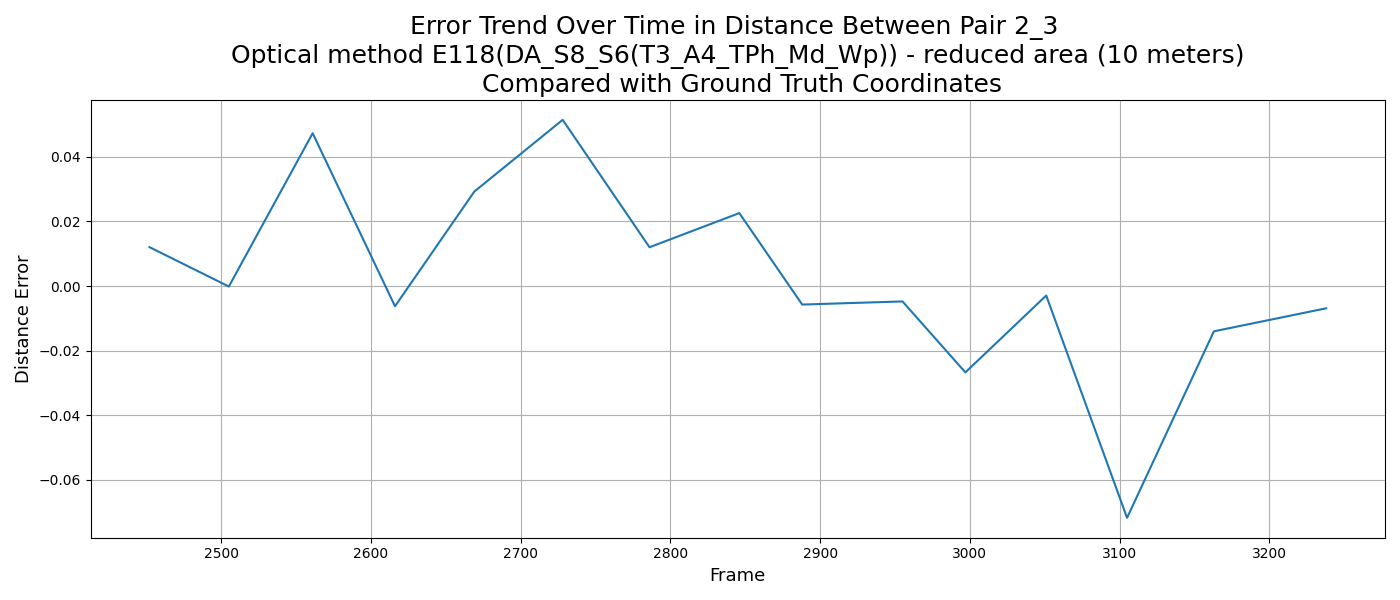 Error Trend Over Time in Distance Between Pair 2_3
Optical method E118(DA_S8_S6(T3_A4_TPh_Md_Wp)) - reduced area (10 meters)
Compared with Ground Truth Coordinates
Distance Error
0.04
0.02
0.00
−0.02
−0.04
−0.06
2500 2600 2700 2800 2900 3000 3100 3200
Frame